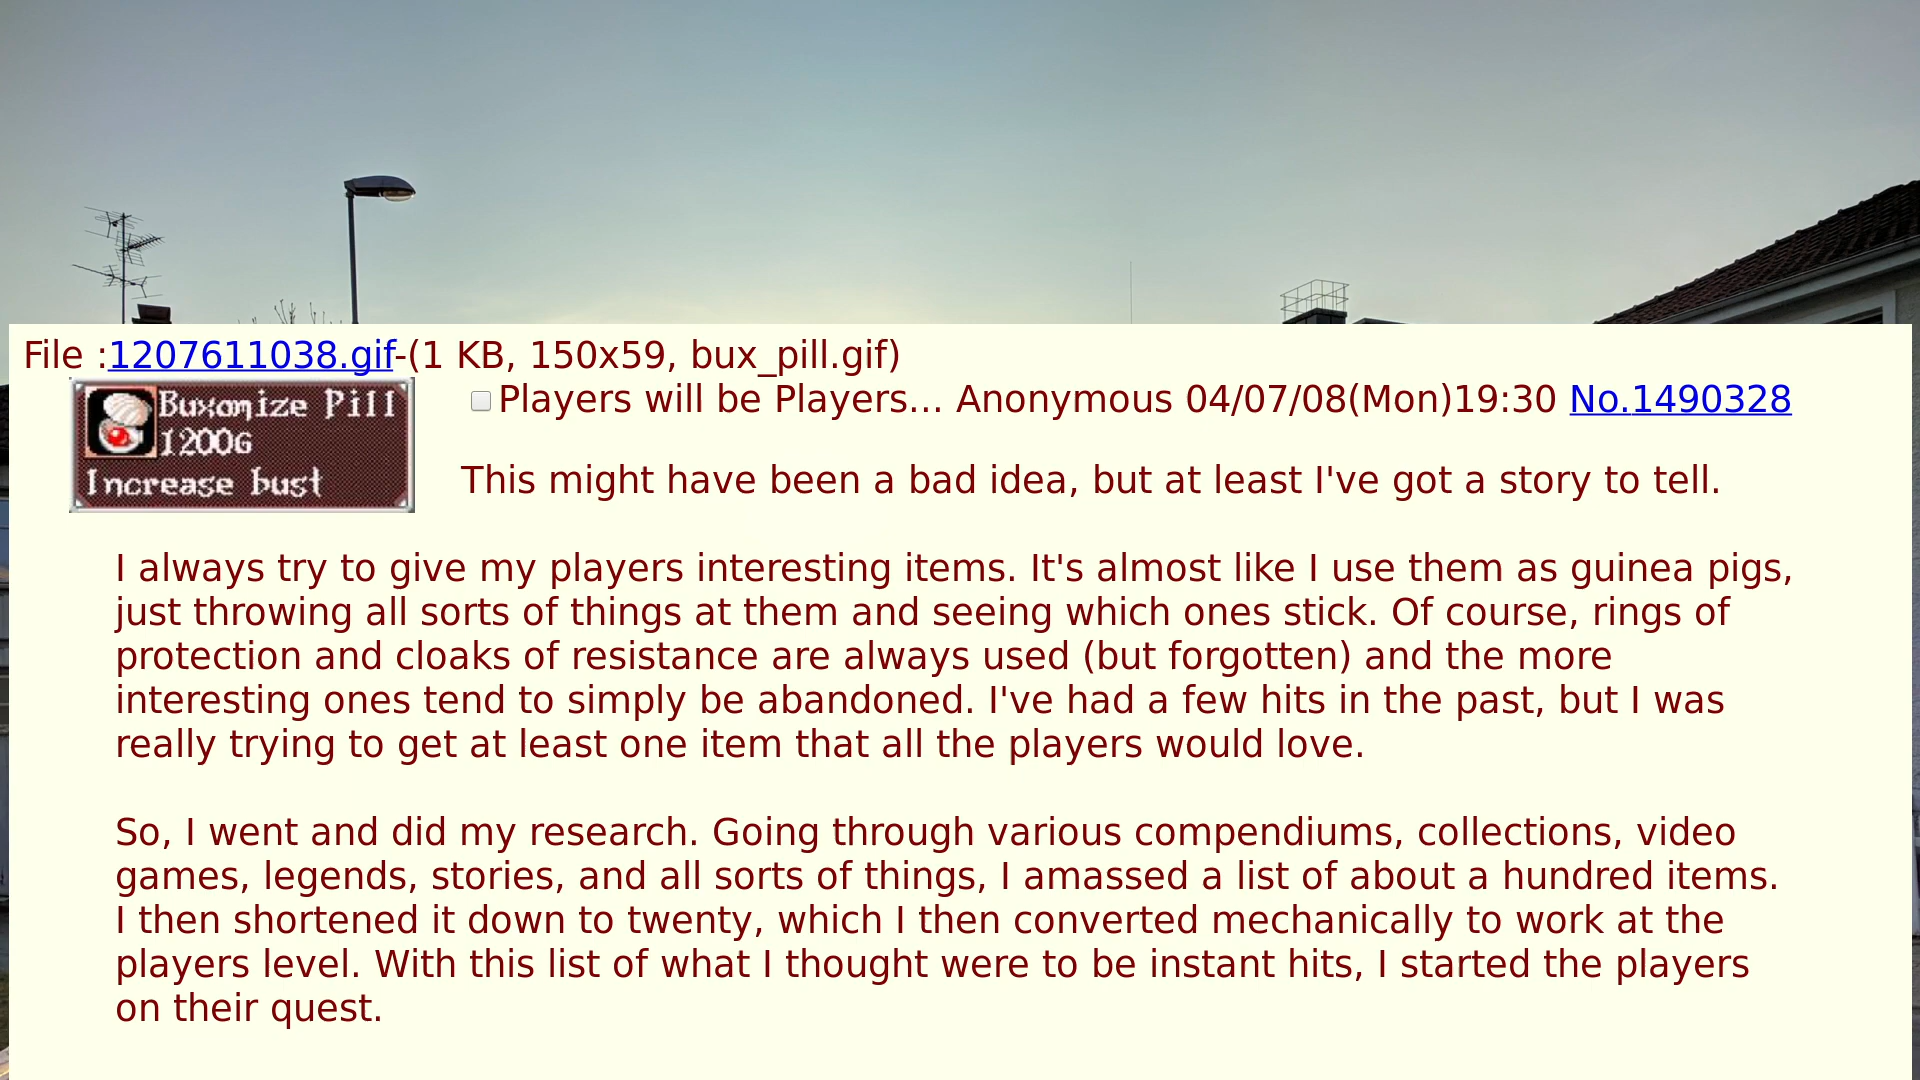 File :1207611038.gif-(1 KB, 150x59, bux_pill.gif)
Buxomize Pill
1200G
Increase bust
Players will be Players... Anonymous 04/07/08(Mon)19:30 No.1490328
This might have been a bad idea, but at least I've got a story to tell.
I always try to give my players interesting items. It's almost like I use them as guinea pigs,
just throwing all sorts of things at them and seeing which ones stick. Of course, rings of
protection and cloaks of resistance are always used (but forgotten) and the more
interesting ones tend to simply be abandoned. I've had a few hits in the past, but I was
really trying to get at least one item that all the players would love.
So, I went and did my research. Going through various compendiums, collections, video
games, legends, stories, and all sorts of things, I amassed a list of about a hundred items.
I then shortened it down to twenty, which I then converted mechanically to work at the
players level. With this list of what I thought were to be instant hits, I started the players
on their quest.